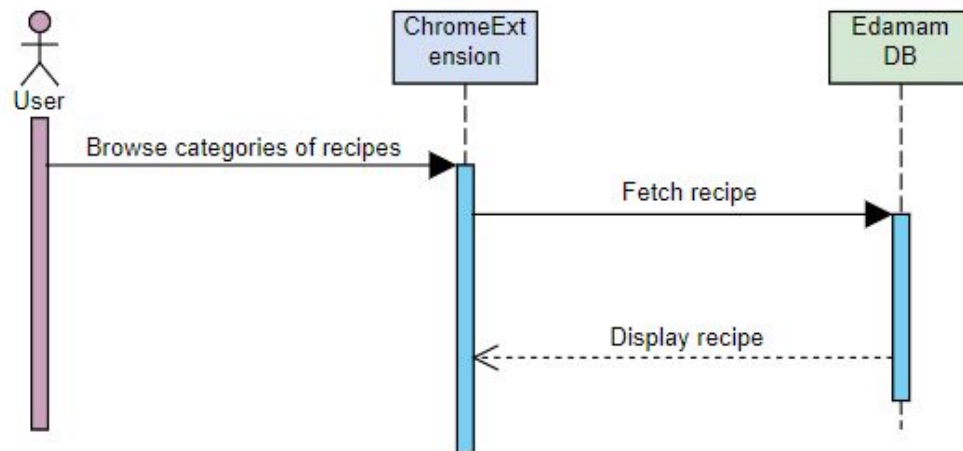 ChromeExt
ension
Edamam
DB
User
Browse categories of recipes
Fetch recipe
Display recipe